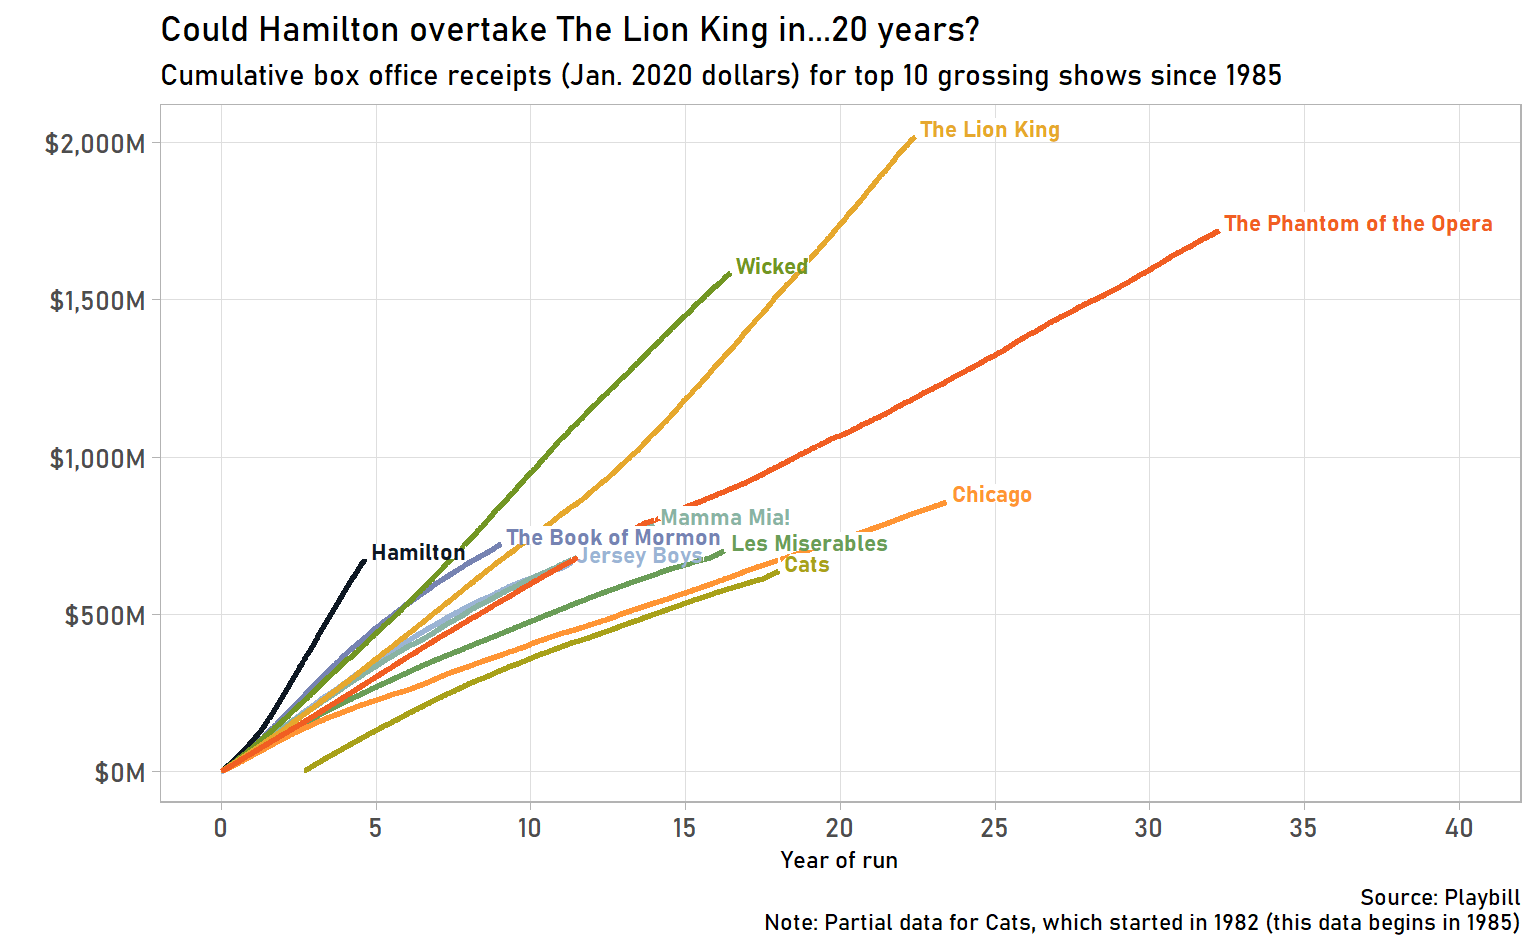 Could Hamilton overtake The Lion King in...20 years?
Cumulative box office receipts (Jan. 2020 dollars) for top 10 grossing shows since 1985
$2,000M
$1,500M
$1,000M
$500M
$0M
The Lion King
The Phantom of the Opera
Wicked
Chicago
Mamma Mia!
The Book of Mormon
Les Miserables
Hamilton
Jersey Boys
Cats
0 5 10 15 20 25 30 35 40
Year of run
Source: Playbill
Note: Partial data for Cats, which started in 1982 (this data begins in 1985)